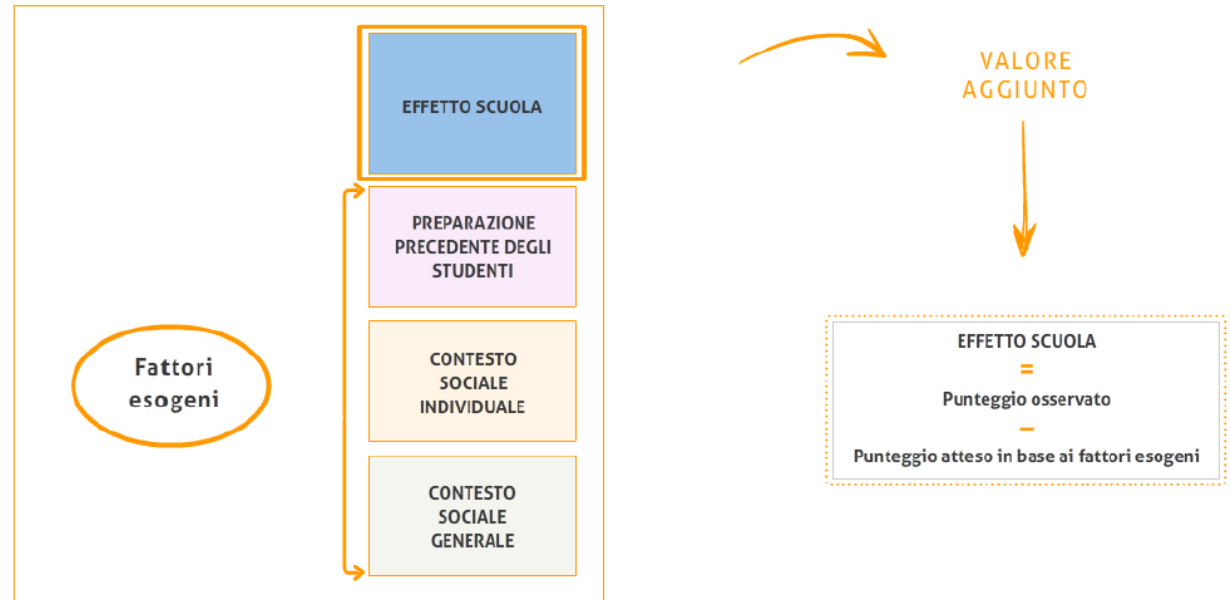 EFFETTO SCUOLA
PREPARAZIONE
PRECEDENTE DEGLI
STUDENTI
Fattori
esogeni
CONTESTO
SOCIALE
INDIVIDUALE
CONTESTO
SOCIALE
GENERALE
VALORE
AGGIUNTO
EFFETTO SCUOLA
=
Punteggio osservato
–
Punteggio atteso in base ai fattori esogeni